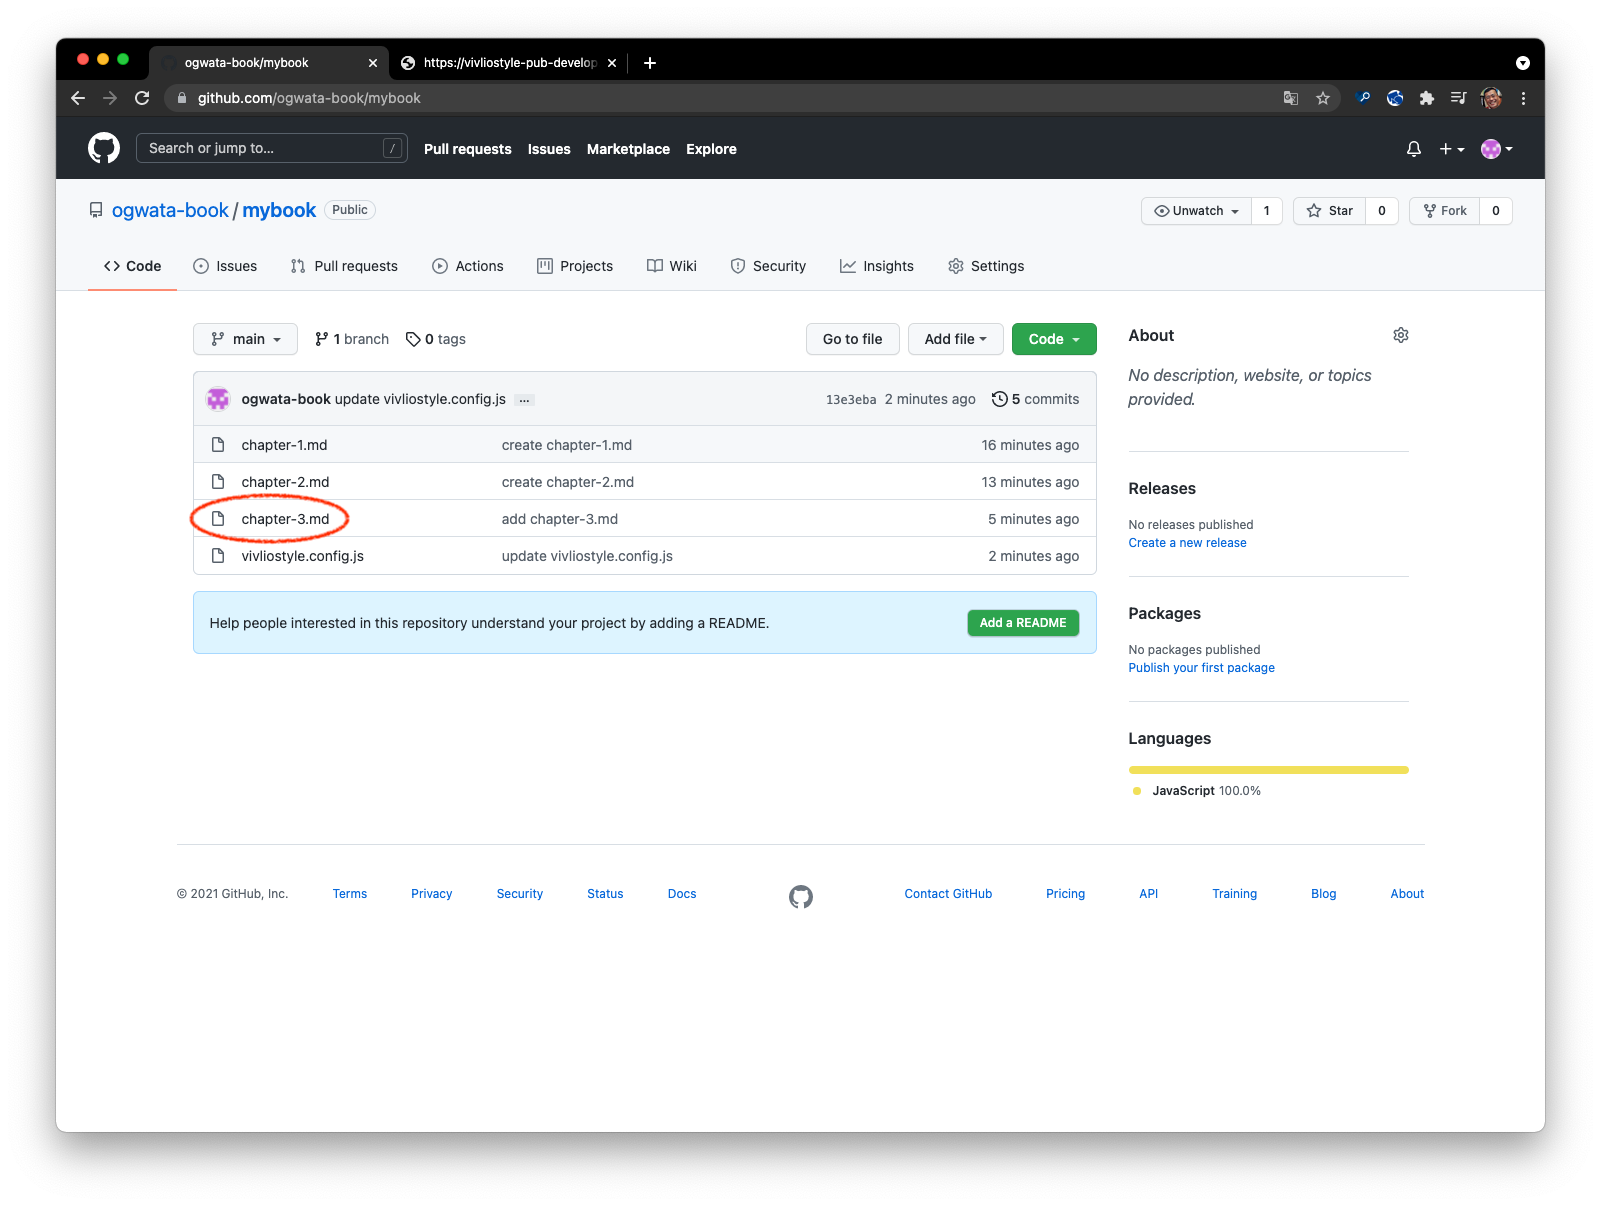 ogwata-book/mybook
https://vivliostyle-pub-develop
github.com/ogwata-book/mybook
Search or jump to... /
Pull requests Issues Marketplace Explore
ogwata-book / mybook Public
Unwatch 1 Star 0 Fork 0
Code Issues Pull requests Actions Projects Wiki Security Insights Settings
main 1 branch 0 tags Go to file Add file Code
ogwata-book update vivliostyle.config.js ... 13e3eba 2 minutes ago 5 commits
chapter-1.md create chapter-1.md 16 minutes ago
chapter-2.md create chapter-2.md 13 minutes ago
chapter-3.md add chapter-3.md 5 minutes ago
vivliostyle.config.js update vivliostyle.config.js 2 minutes ago
Help people interested in this repository understand your project by adding a README. Add a README
About
No description, website, or topics
provided.
Releases
No releases published
Create a new release
Packages
No packages published
Publish your first package
Languages
JavaScript 100.0%
© 2021 GitHub, Inc. Terms Privacy Security Status Docs Contact GitHub Pricing API Training Blog About